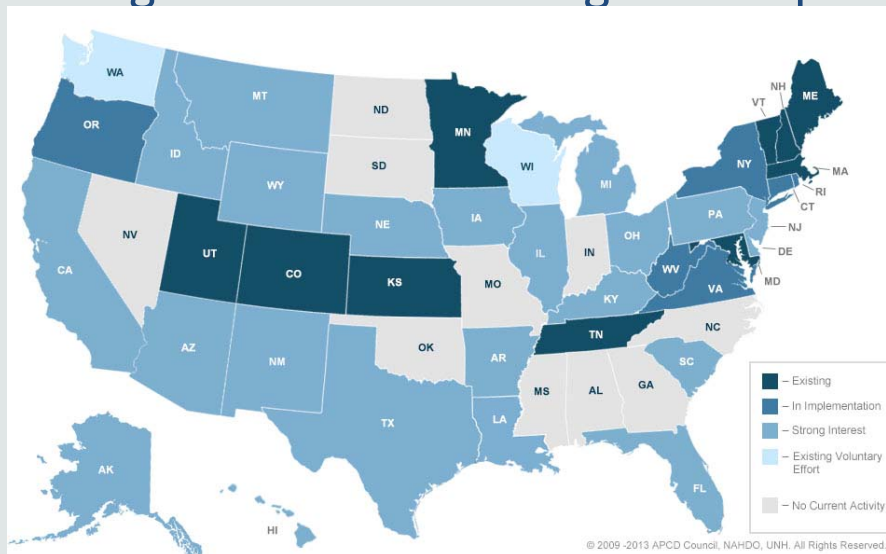 WA
MT
ND
MN
VT
NH
ME
OR
ID
SD
WI
MI
NY
MA
WY
RI
CT
NV
UT
NE
IA
IL
IN
OH
PA
NJ
DE
MD
CA
CO
KS
MO
KY
WV
VA
AZ
NM
OK
AR
TN
NC
SC
MS
AL
GA
TX
LA
FL
AK
HI
– Existing
– In Implementation
– Strong Interest
– Existing Voluntary
Effort
– No Current Activity
© 2009 -2013 APCD Council, NAHDO, UNH. All Rights Reserved.